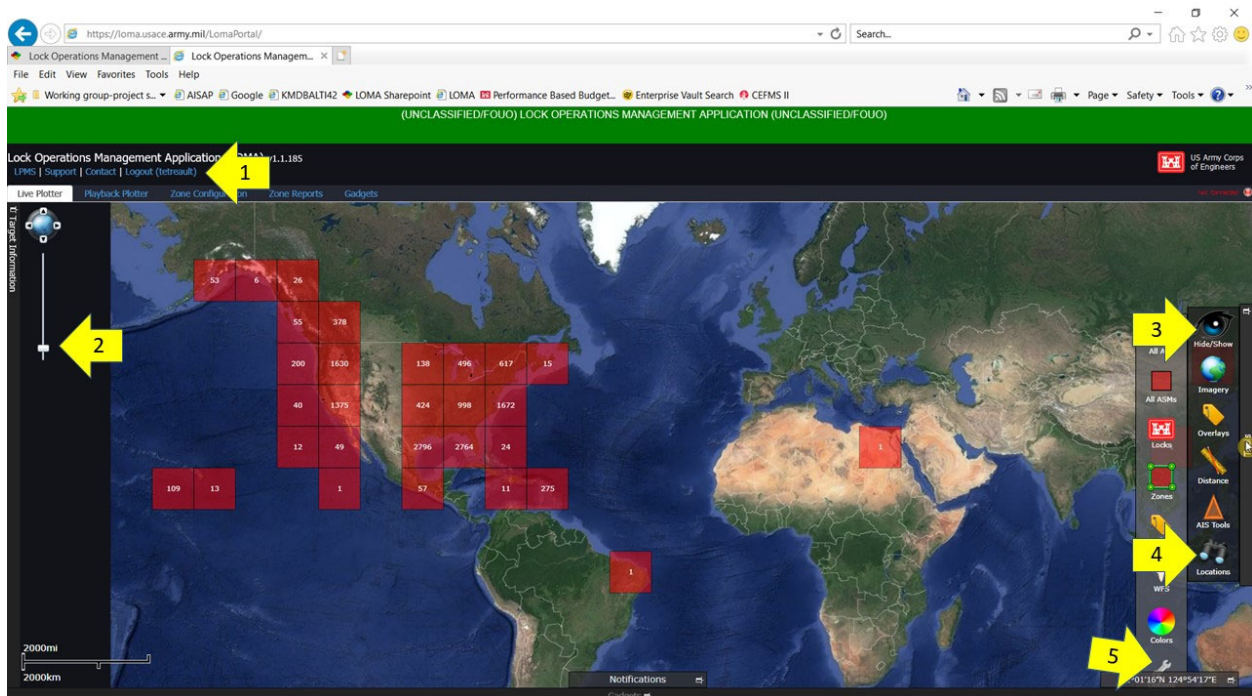 https://loma.usace.army.mil/LomaPortal/
Search...
Lock Operations Management ...
Lock Operations Managem...
File Edit View Favorites Tools Help
Working group-project s...
AISAP
Google
KMDBALTI42
LOMA Sharepoint
LOMA
Performance Based Budget...
Enterprise Vault Search
CEFMS II
Page
Safety
Tools
(UNCLASSIFIED/FOUO) LOCK OPERATIONS MANAGEMENT APPLICATION (UNCLASSIFIED/FOUO)
Lock Operations Management Application v1.1.185
LPMS | Support | Contact | Logout (tetreault)
1
US Army Corps
of Engineers
Live Plotter
Playback Plotter
Zone Configuration
Zone Reports
Gadgets
Not Connected
Target Information
53 6 26
55 378
2
3
Hide/Show
200 1630 138 496 617 15
Imagery
All ASMs
40 1375 424 998 1672
Overlays
Locks
12 49 2796 2764 24
1
Distance
Zones
109 13 1 57 11 275
AIS Tools
4
Locations
WFS
1
Colors
5
2000mi
2000km
Notifications
01'16"N 124°54'17"E
Gadgets